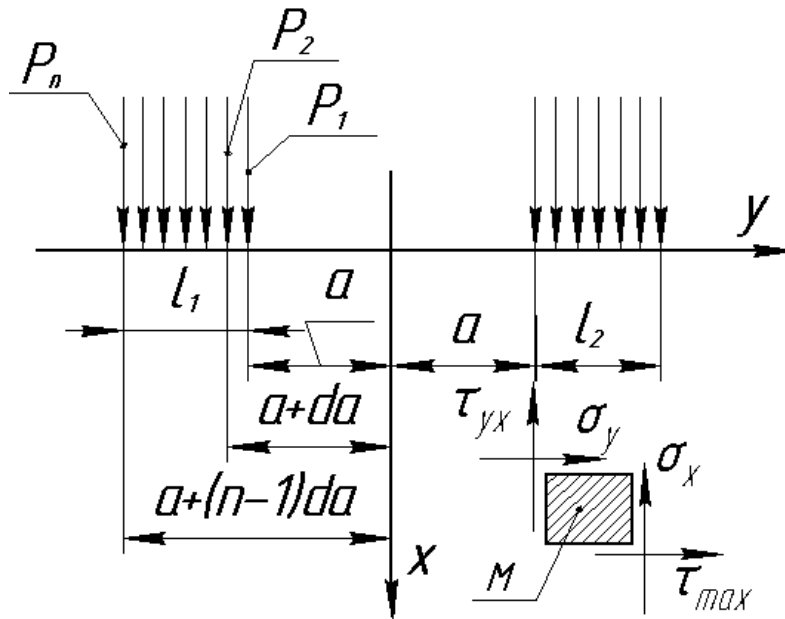 Pₙ
P₂
P₁
y
l₁
a
a
l₂
a+da
a+(n-1)da
τyx
σy
σx
M
τmax
x